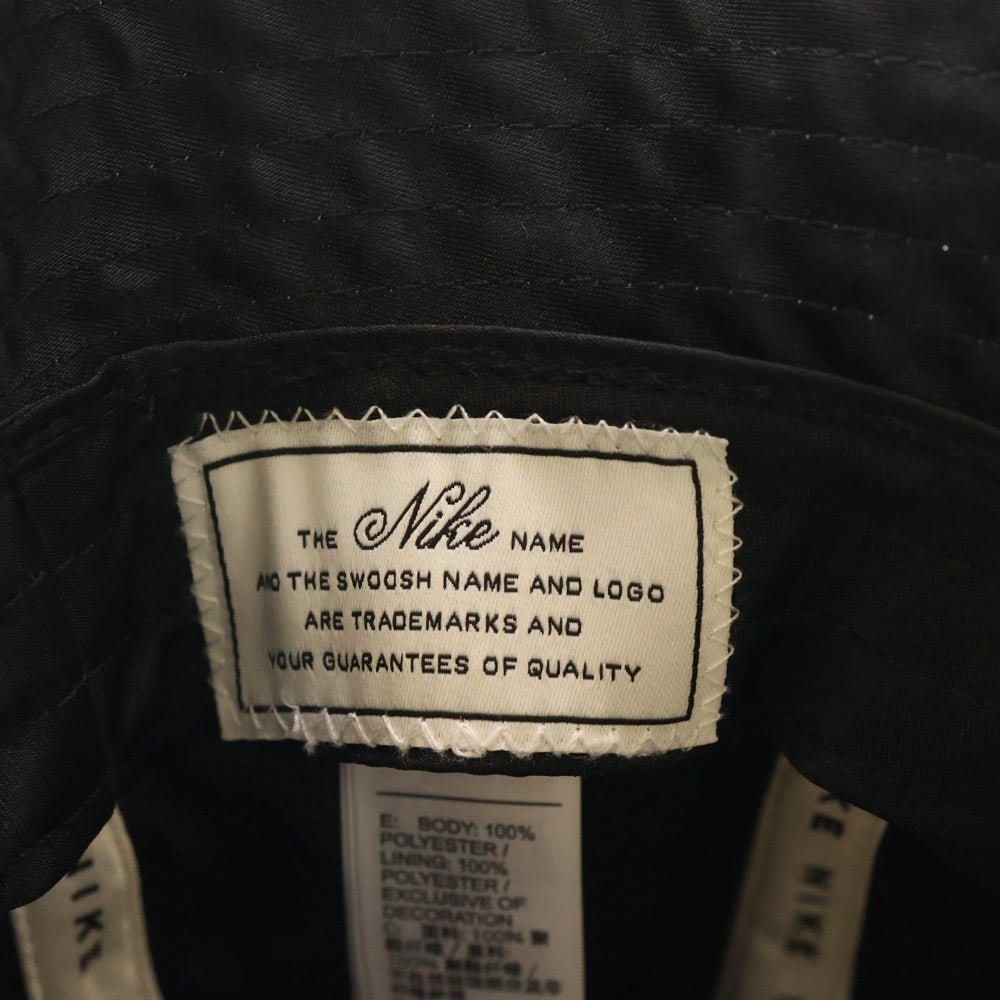 THE Nike NAME
AND THE SWOOSH NAME AND LOGO
ARE TRADEMARKS AND
YOUR GUARANTEES OF QUALITY
E: BODY: 100%
POLYESTER /
LINING: 100%
POLYESTER /
EXCLUSIVE OF
DECORATION
NIKE
KE NIKE